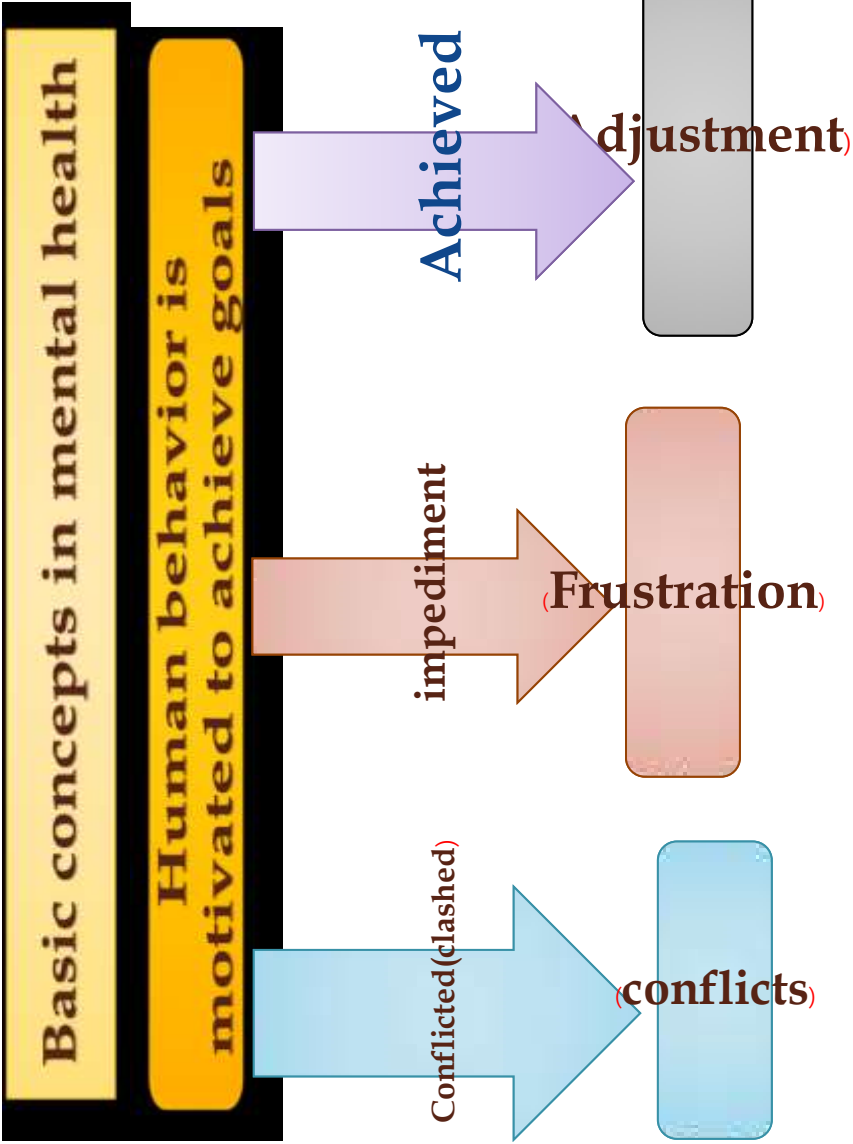 Basic concepts in mental health
Human behavior is
motivated to achieve goals
Achieved
Adjustment)
impediment
(Frustration)
Conflicted(clashed)
(conflicts)